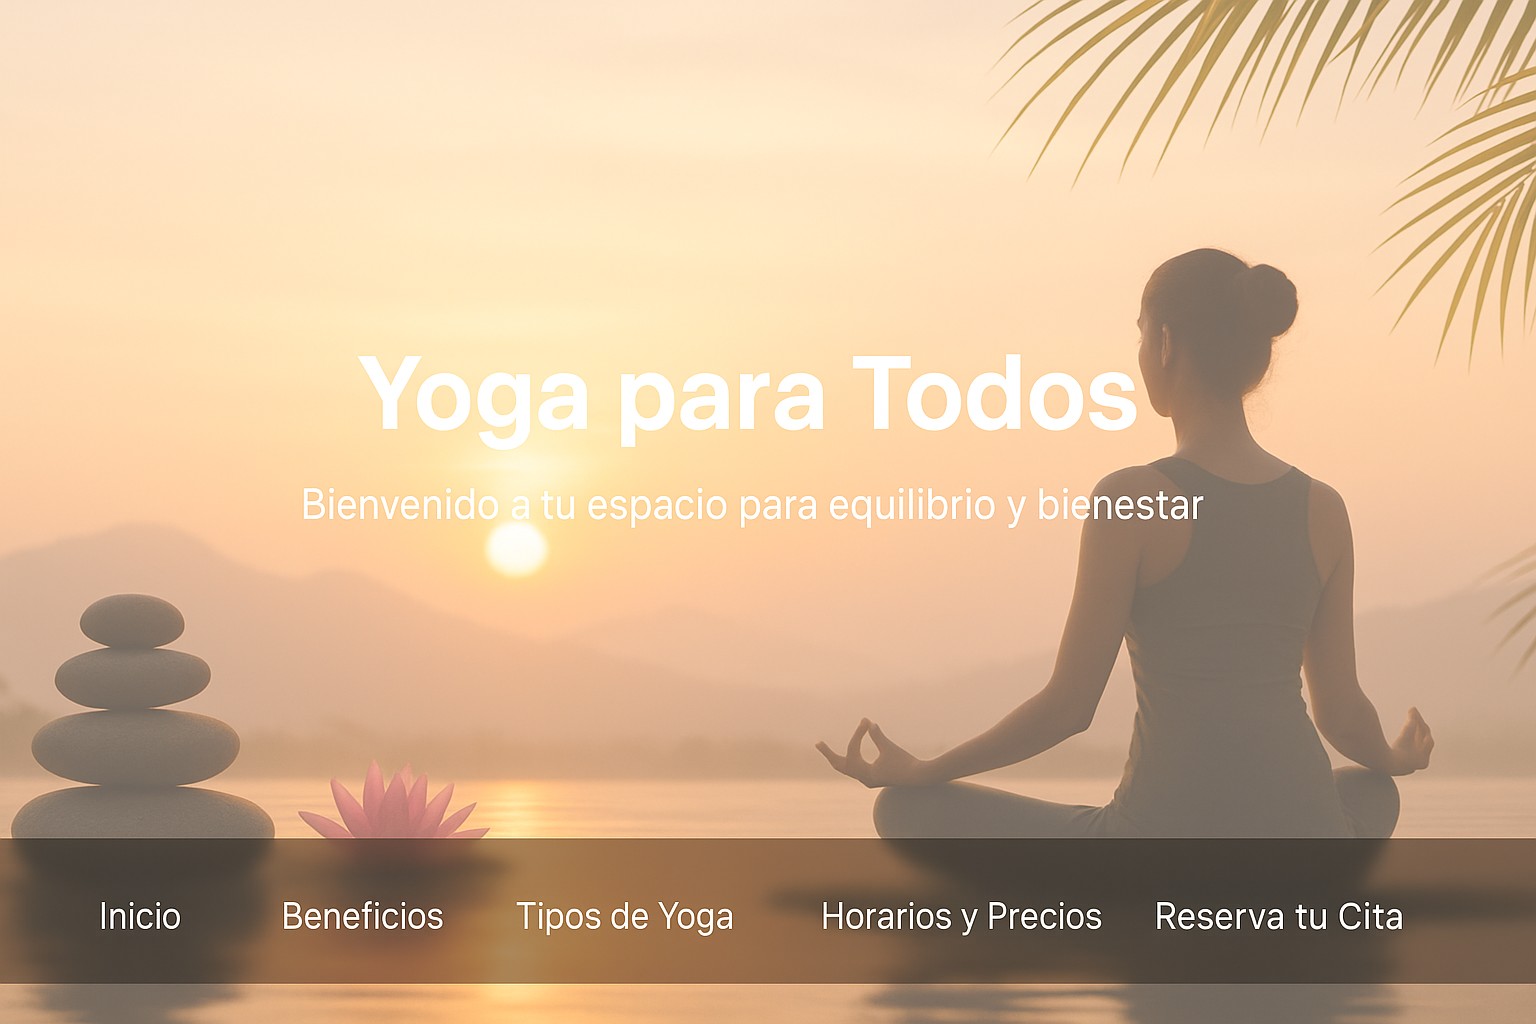 Yoga para Todos
Bienvenido a tu espacio para equilibrio y bienestar
Inicio
Beneficios
Tipos de Yoga
Horarios y Precios
Reserva tu Cita